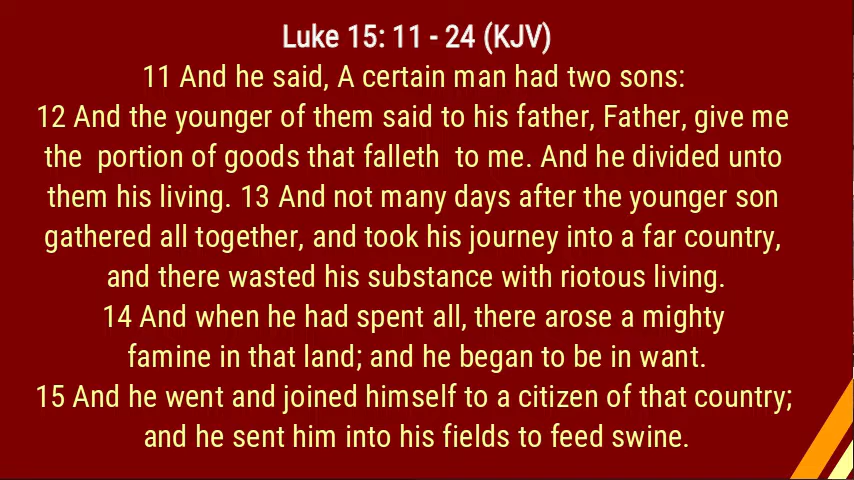 Luke 15: 11 - 24 (KJV)
11 And he said, A certain man had two sons:
12 And the younger of them said to his father, Father, give me
the  portion of goods that falleth  to me. And he divided unto
them his living. 13 And not many days after the younger son
gathered all together, and took his journey into a far country,
and there wasted his substance with riotous living.
14 And when he had spent all, there arose a mighty
famine in that land; and he began to be in want.
15 And he went and joined himself to a citizen of that country;
and he sent him into his fields to feed swine.